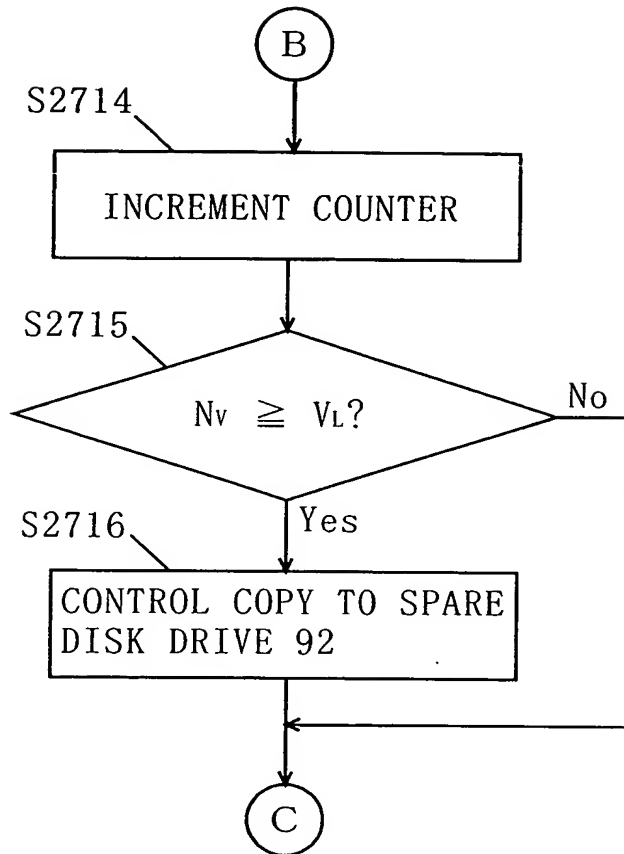 B
S2714
INCREMENT COUNTER
S2715
Nv ≧ VL?
No
Yes
S2716
CONTROL COPY TO SPARE
DISK DRIVE 92
C